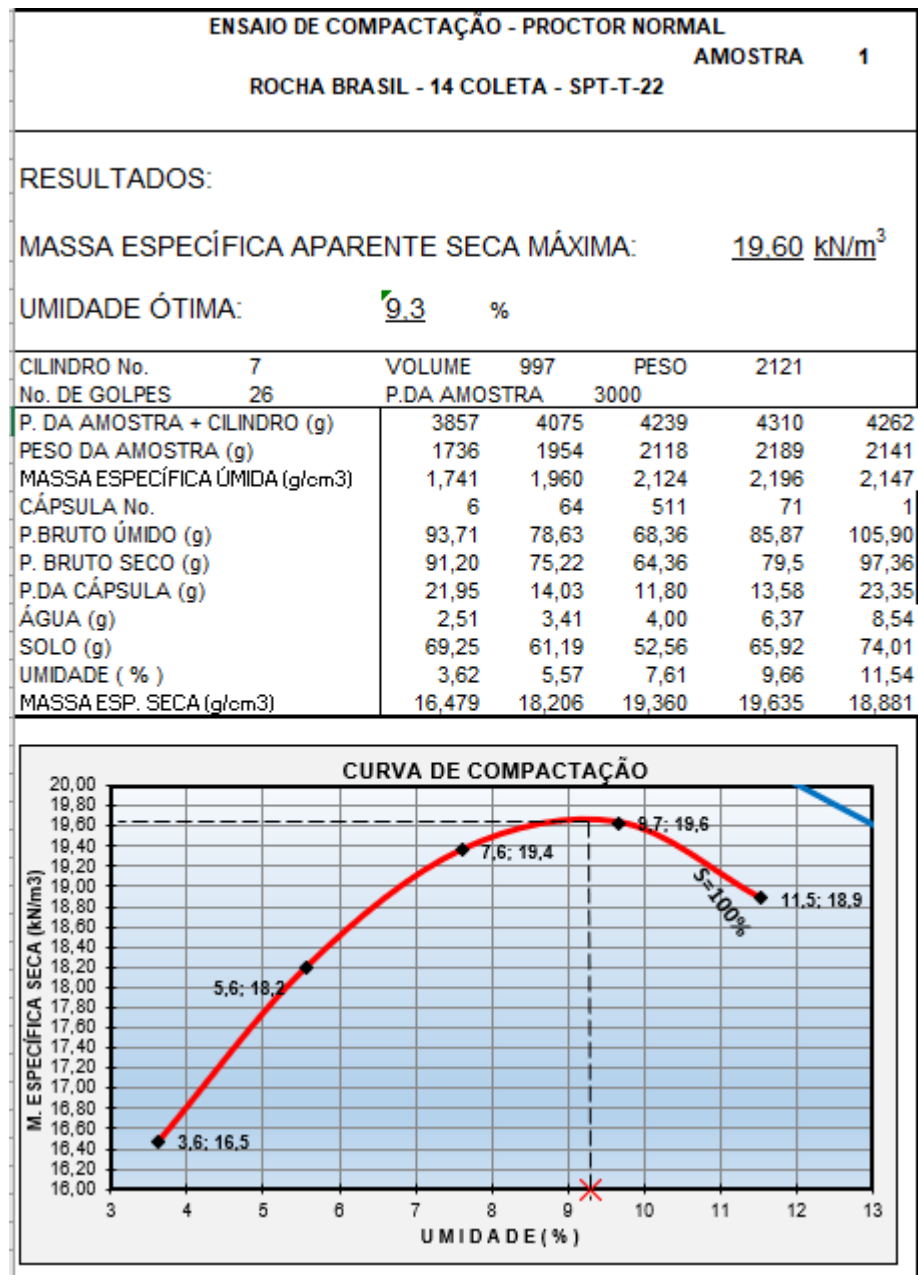 ENSAIO DE COMPACTAÇÃO - PROCTOR NORMAL
AMOSTRA 1
ROCHA BRASIL - 14 COLETA - SPT-T-22
RESULTADOS:
MASSA ESPECÍFICA APARENTE SECA MÁXIMA: 19,60 kN/m³
UMIDADE ÓTIMA: 9,3 %
CILINDRO No. 7 VOLUME 997 PESO 2121
No. DE GOLPES 26 P.DA AMOSTRA 3000
P. DA AMOSTRA + CILINDRO (g) 3857 4075 4239 4310 4262
PESO DA AMOSTRA (g) 1736 1954 2118 2189 2141
MASSA ESPECÍFICA ÚMIDA (g/cm3) 1,741 1,960 2,124 2,196 2,147
CÁPSULA No. 6 64 511 71 1
P.BRUTO ÚMIDO (g) 93,71 78,63 68,36 85,87 105,90
P. BRUTO SECO (g) 91,20 75,22 64,36 79,5 97,36
P.DA CÁPSULA (g) 21,95 14,03 11,80 13,58 23,35
ÁGUA (g) 2,51 3,41 4,00 6,37 8,54
SOLO (g) 69,25 61,19 52,56 65,92 74,01
UMIDADE ( % ) 3,62 5,57 7,61 9,66 11,54
MASSA ESP. SECA (g/cm3) 16,479 18,206 19,360 19,635 18,881
CURVA DE COMPACTAÇÃO
M. ESPECÍFICA SECA (kN/m3)
20,00
19,80
19,60
19,40
19,20
19,00
18,80
18,60
18,40
18,20
18,00
17,80
17,60
17,40
17,20
17,00
16,80
16,60
16,40
16,20
16,00
9,7; 19,6
7,6; 19,4
S=100%
11,5; 18,9
5,6; 18,2
3,6; 16,5
3 4 5 6 7 8 9 10 11 12 13
UMIDADE(%)